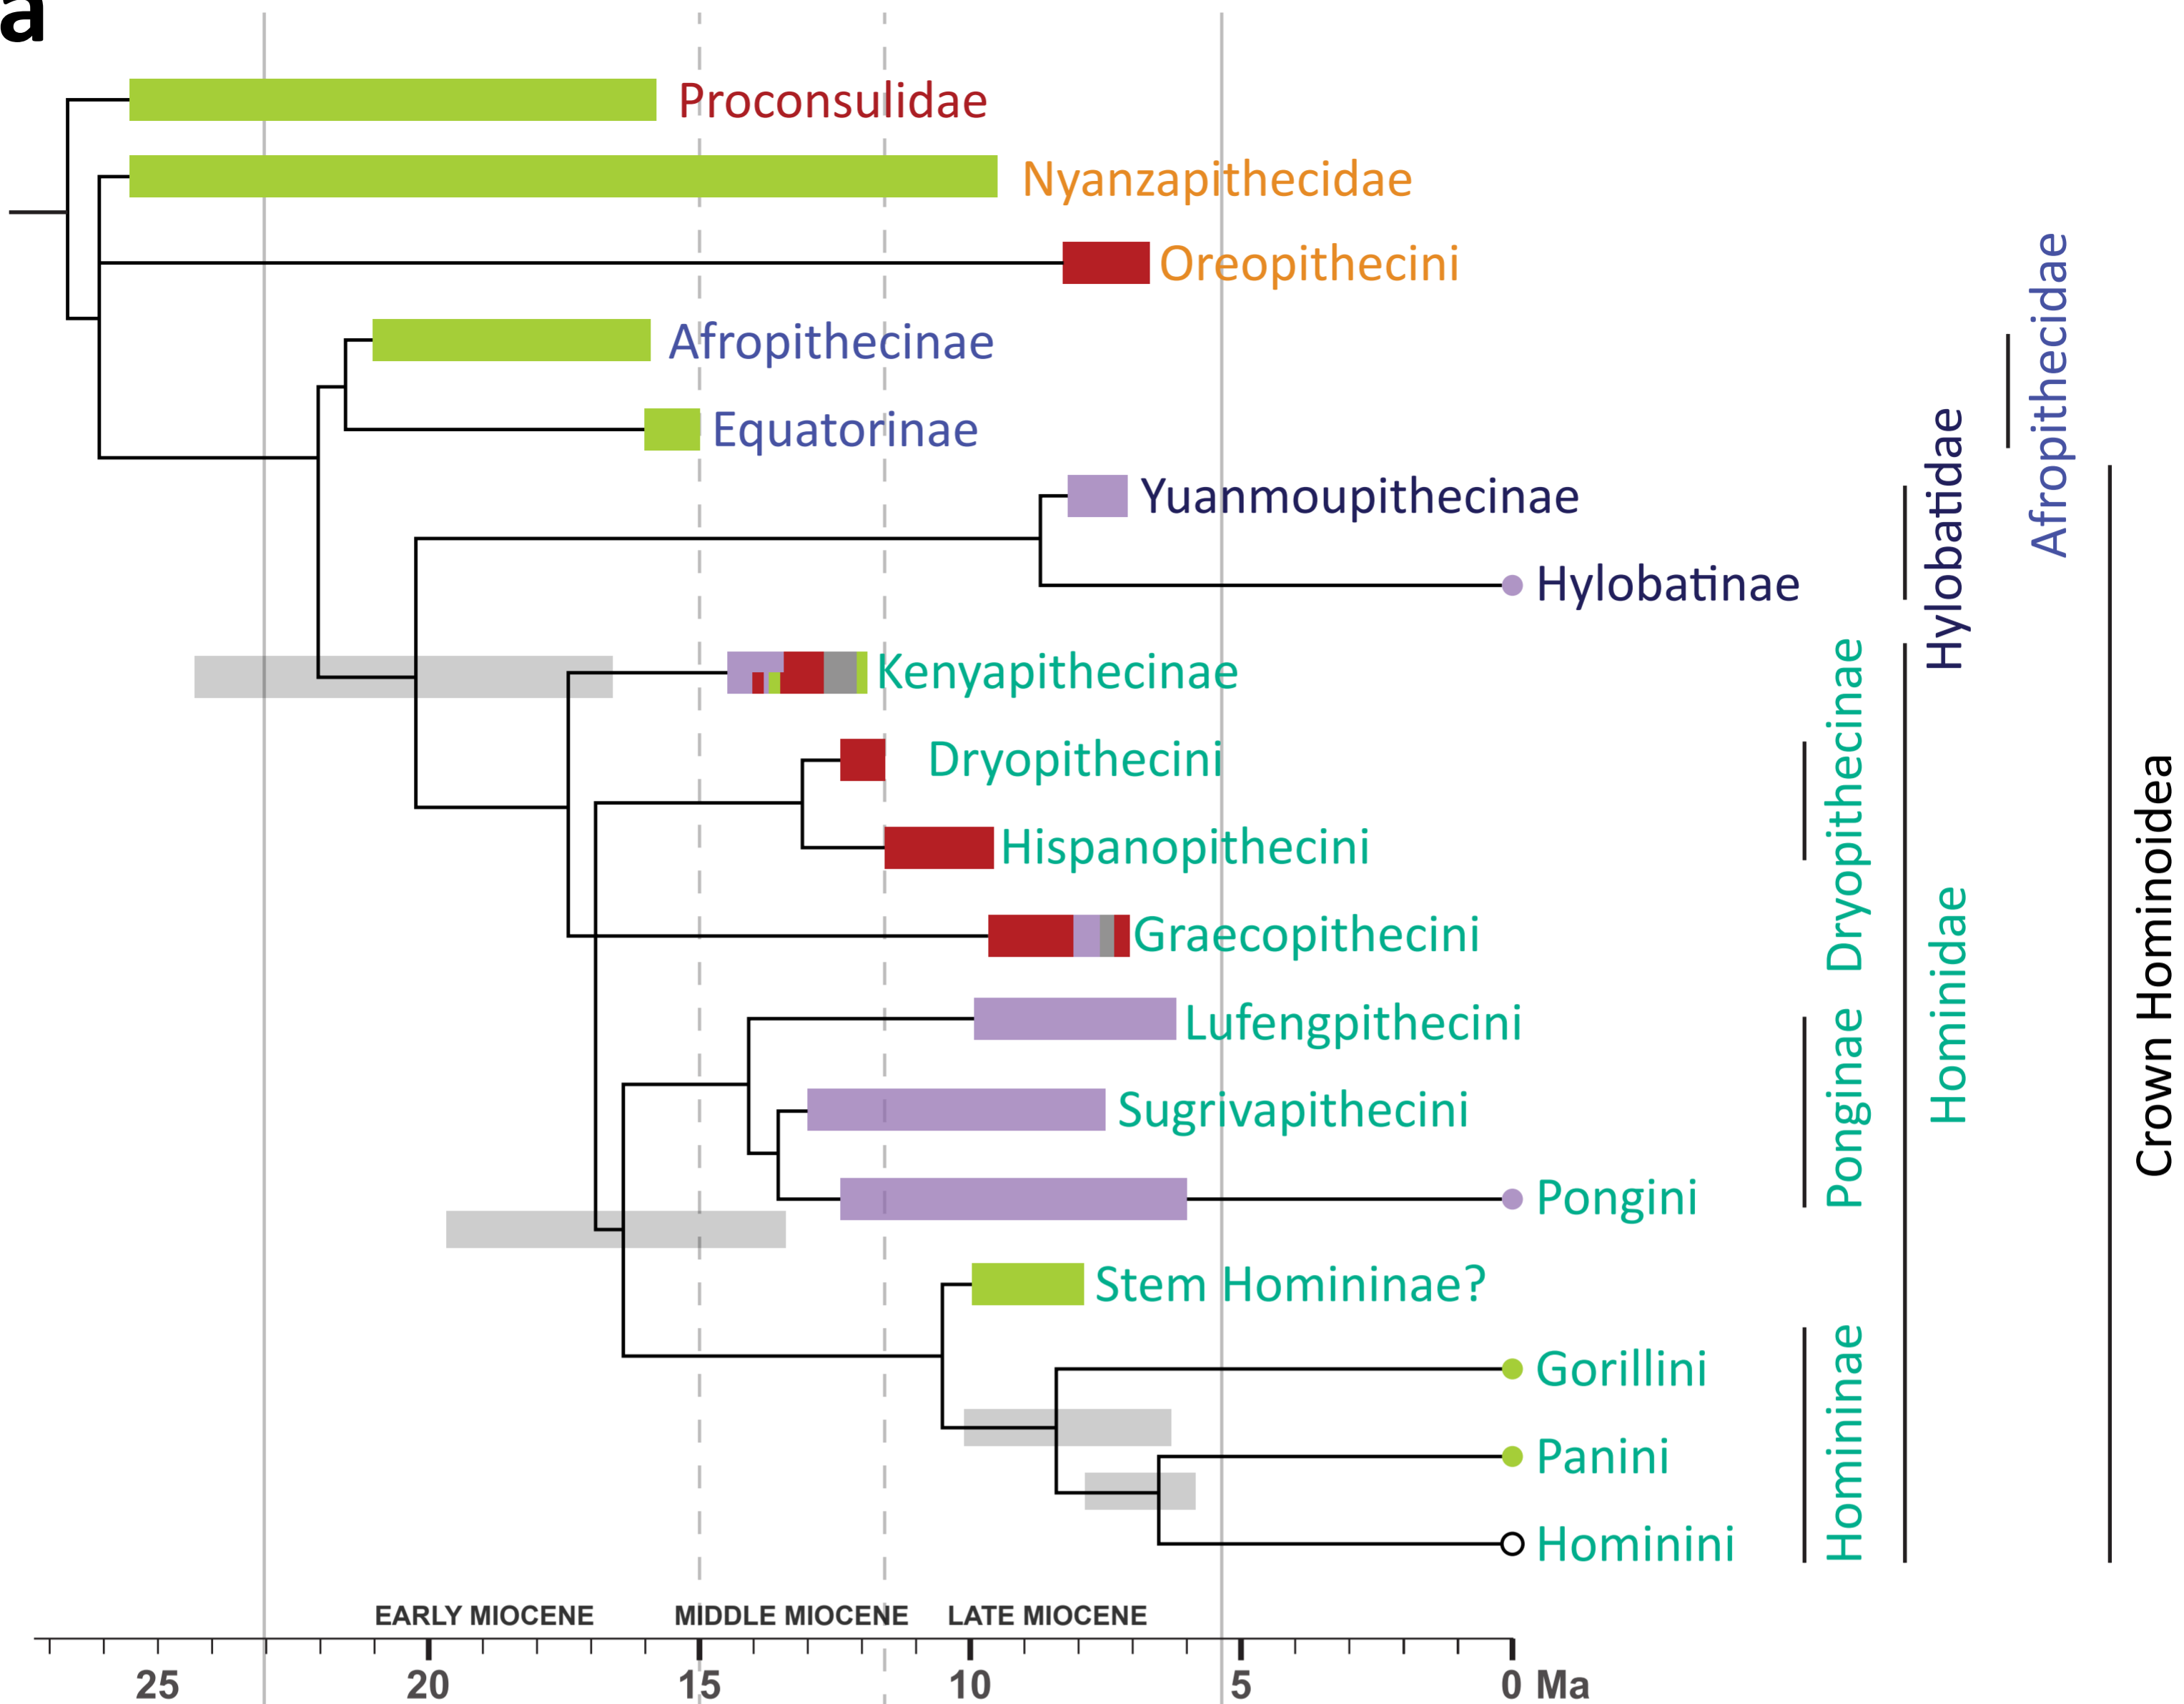 a
Proconsulidae
Nyanzapithecidae
Oreopithecini
Afropithecinae
Equatorinae
Yuanmoupithecinae
Hylobatinae
Kenyapithecinae
Dryopithecini
Hispanopithecini
Graecopithecini
Lufengpithecini
Sugrivapithecini
Pongini
Stem Homininae?
Gorillini
Panini
Hominini
Dryopithecinae
Ponginae
Homininae
Hylobatidae
Hominidae
Afropithecidae
Crown Hominoidea
EARLY MIOCENE MIDDLE MIOCENE LATE MIOCENE
25 20 15 10 5 0 Ma